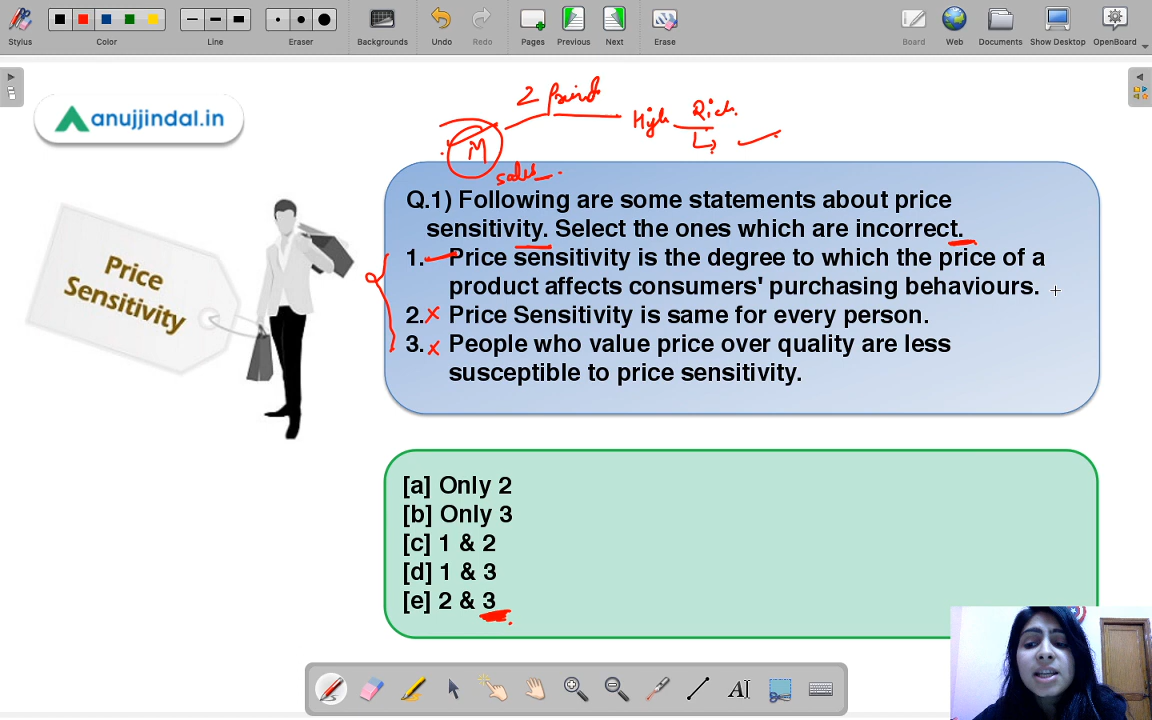 Stylus
Color
Line
Eraser
Backgrounds
Undo
Redo
Pages
Previous
Next
Erase
Board
Web
Documents
Show Desktop
OpenBoard
anujjindal.in
2
High Rich.
M
sales
Price
Sensitivity
Q.1) Following are some statements about price
sensitivity. Select the ones which are incorrect.
1. Price sensitivity is the degree to which the price of a
product affects consumers' purchasing behaviours.
2. Price Sensitivity is same for every person.
3. People who value price over quality are less
susceptible to price sensitivity.
[a] Only 2
[b] Only 3
[c] 1 & 2
[d] 1 & 3
[e] 2 & 3